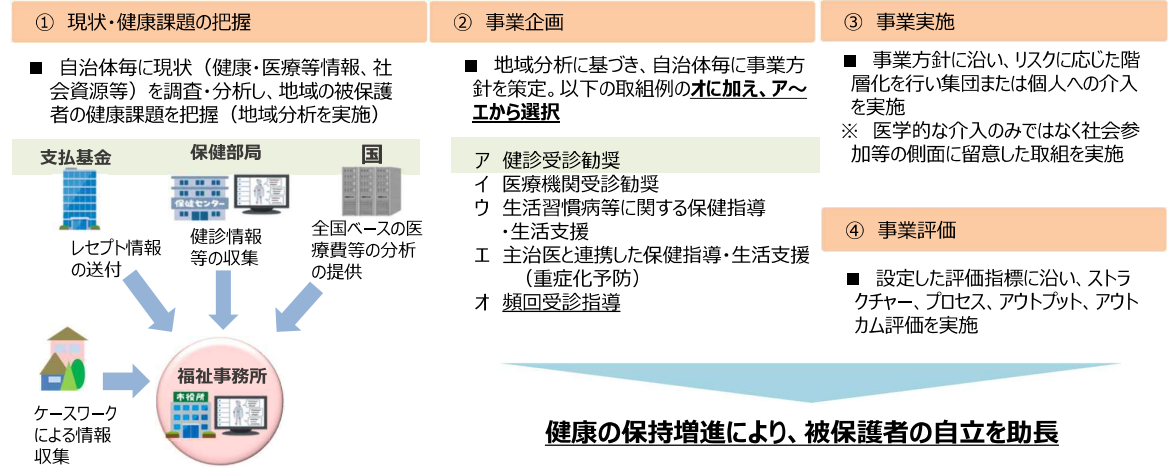 ① 現状・健康課題の把握
■ 自治体毎に現状（健康・医療等情報、社
会資源等）を調査・分析し、地域の被保護
者の健康課題を把握（地域分析を実施）
支払基金
保健部局
国
保健センター
レセプト情報
の送付
健診情報
等の収集
全国ベースの医
療費等の分析
の提供
福祉事務所
市役所
ケースワーク
による情報
収集
② 事業企画
■ 地域分析に基づき、自治体毎に事業方
針を策定。以下の取組例のオに加え、ア～
エから選択
ア 健診受診勧奨
イ 医療機関受診勧奨
ウ 生活習慣病等に関する保健指導
・生活支援
エ 主治医と連携した保健指導・生活支援
（重症化予防）
オ 頻回受診指導
③ 事業実施
■ 事業方針に沿い、リスクに応じた階
層化を行い集団または個人への介入
を実施
※ 医学的な介入のみではなく社会参
加等の側面に留意した取組を実施
④ 事業評価
■ 設定した評価指標に沿い、ストラ
クチャー、プロセス、アウトプット、アウト
カム評価を実施
健康の保持増進により、被保護者の自立を助長